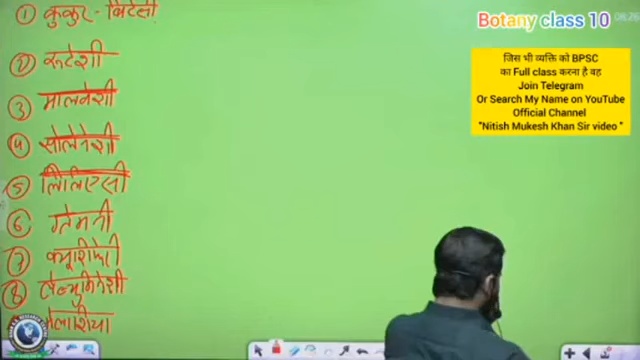 Botany class 10
जिस भी व्यक्ति को BPSC
का Full class करना है वह
Join Telegram
Or Search My Name on YouTube
Official Channel
"Nitish Mukesh Khan Sir video "
① कुकुर -
② रूटेशी
③ मालवेशी
④ सोलेनेशी
⑤ लिलिएसी
⑥
⑦
⑧ लेग्युमिनेशी